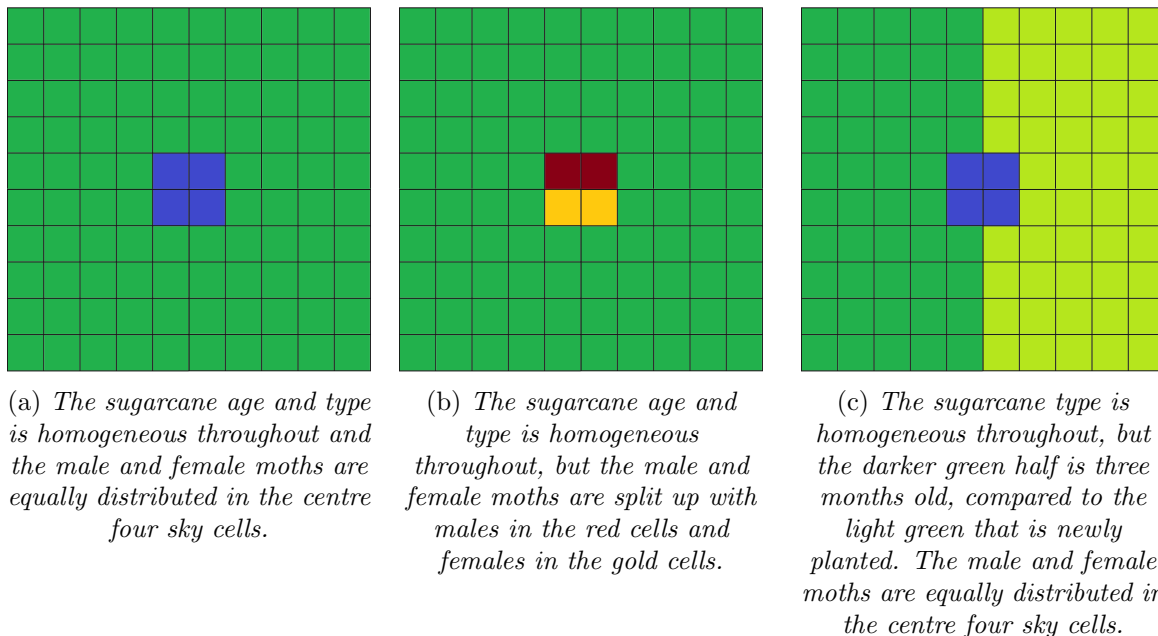 (a) The sugarcane age and type
is homogeneous throughout and
the male and female moths are
equally distributed in the centre
four sky cells.
(b) The sugarcane age and
type is homogeneous
throughout, but the male and
female moths are split up with
males in the red cells and
females in the gold cells.
(c) The sugarcane type is
homogeneous throughout, but
the darker green half is three
months old, compared to the
light green that is newly
planted. The male and female
moths are equally distributed in
the centre four sky cells.